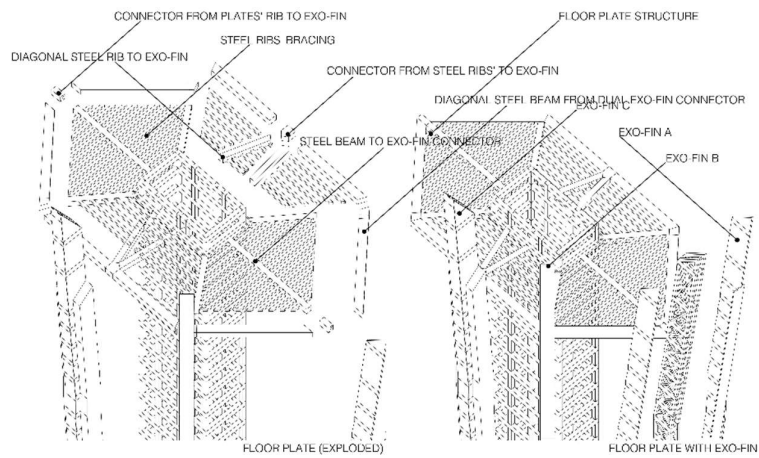 CONNECTOR FROM PLATES' RIB TO EXO-FIN
FLOOR PLATE STRUCTURE
STEEL RIBS BRACING
DIAGONAL STEEL RIB TO EXO-FIN
CONNECTOR FROM STEEL RIBS' TO EXO-FIN
DIAGONAL STEEL BEAM FROM DUAL EXO-FIN CONNECTOR
EXO-FIN C
EXO-FIN A
STEEL BEAM TO EXO-FIN CONNECTOR
EXO-FIN B
FLOOR PLATE (EXPLODED)
FLOOR PLATE WITH EXO-FIN